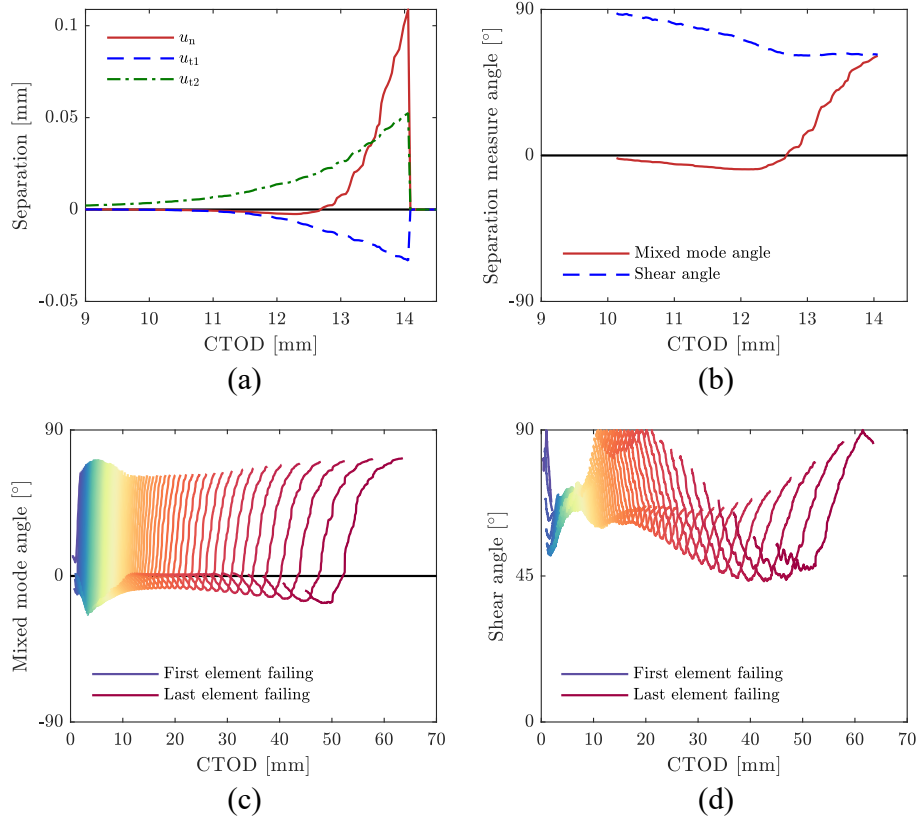 0.1
0.05
0
-0.05
Separation [mm]
u_n
u_t1
u_t2
9 10 11 12 13 14
CTOD [mm]
(a)
90
0
-90
Separation measure angle [°]
Mixed mode angle
Shear angle
9 10 11 12 13 14
CTOD [mm]
(b)
90
0
-90
Mixed mode angle [°]
First element failing
Last element failing
0 10 20 30 40 50 60 70
CTOD [mm]
(c)
90
45
0
Shear angle [°]
First element failing
Last element failing
0 10 20 30 40 50 60 70
CTOD [mm]
(d)